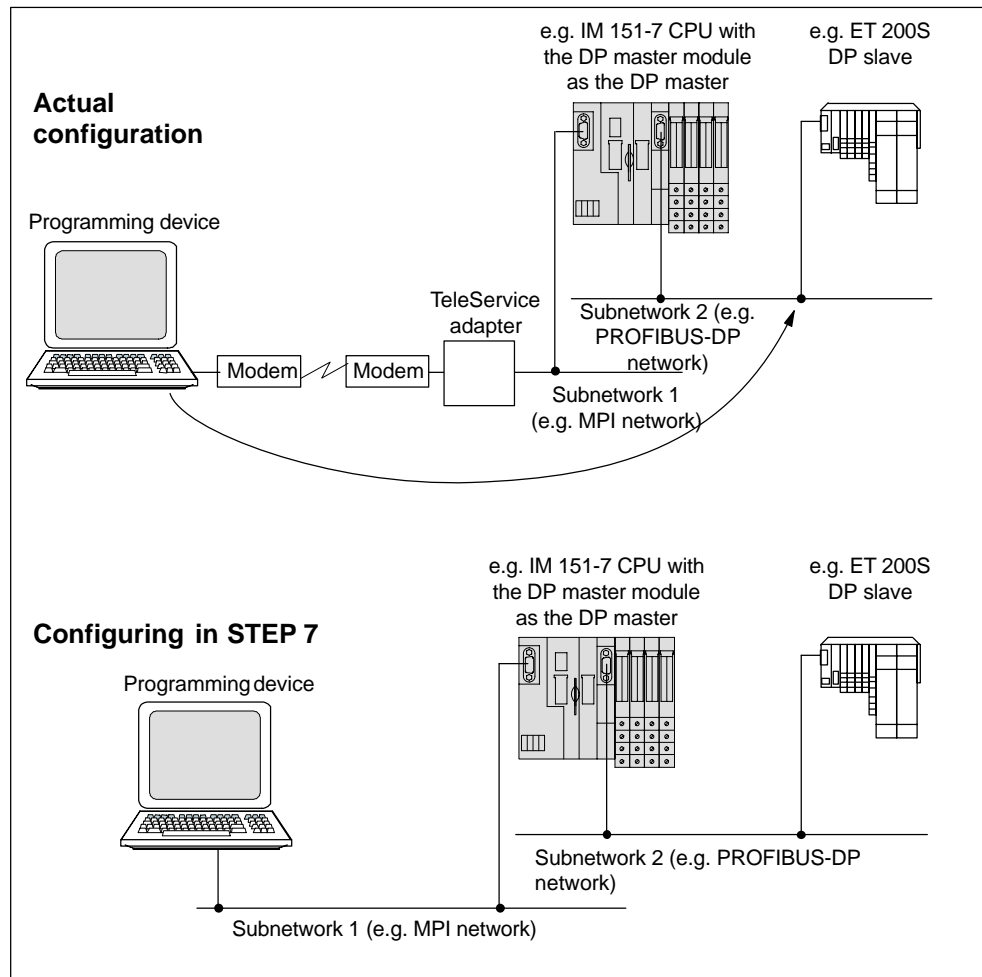 e.g. IM 151-7 CPU with
the DP master module
as the DP master
e.g. ET 200S
DP slave
Actual
configuration
Programming device
TeleService
adapter
Modem
Modem
Subnetwork 2 (e.g.
PROFIBUS-DP
network)
Subnetwork 1
(e.g. MPI network)
e.g. IM 151-7 CPU with
the DP master module
as the DP master
e.g. ET 200S
DP slave
Configuring in STEP 7
Programming device
Subnetwork 2 (e.g. PROFIBUS-DP
network)
Subnetwork 1 (e.g. MPI network)